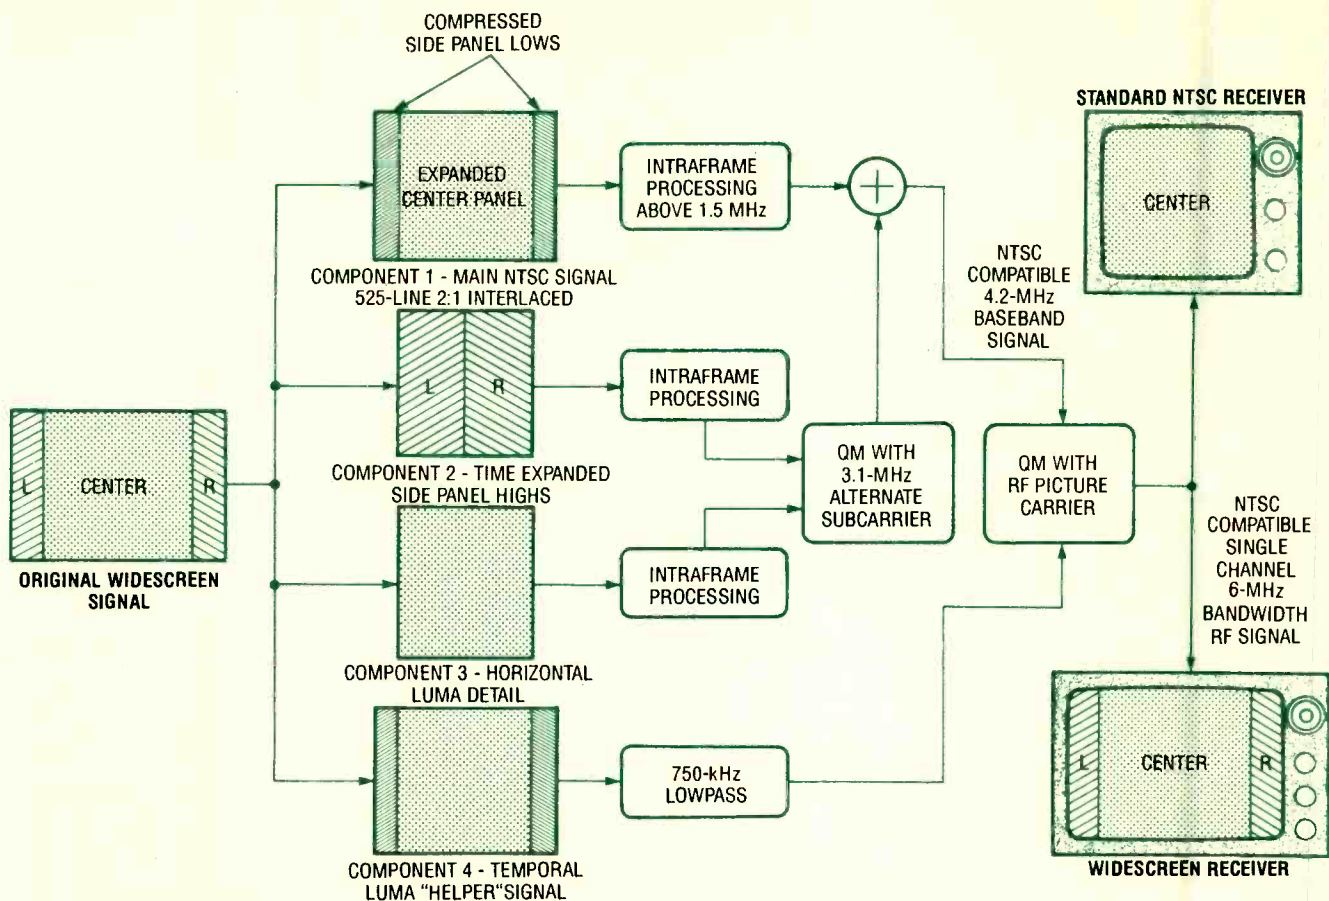 COMPRESSED
SIDE PANEL LOWS
EXPANDED
CENTER PANEL
COMPONENT 1 - MAIN NTSC SIGNAL
525-LINE 2:1 INTERLACED
INTRAFRAME
PROCESSING
ABOVE 1.5 MHz
+
L
R
COMPONENT 2 - TIME EXPANDED
SIDE PANEL HIGHS
INTRAFRAME
PROCESSING
L
CENTER
R
ORIGINAL WIDESCREEN
SIGNAL
COMPONENT 3 - HORIZONTAL
LUMA DETAIL
INTRAFRAME
PROCESSING
QM WITH
3.1-MHz
ALTERNATE
SUBCARRIER
COMPONENT 4 - TEMPORAL
LUMA "HELPER"SIGNAL
750-kHz
LOWPASS
NTSC
COMPATIBLE
4.2-MHz
BASEBAND
SIGNAL
QM WITH
RF PICTURE
CARRIER
STANDARD NTSC RECEIVER
CENTER
NTSC
COMPATIBLE
SINGLE
CHANNEL
6-MHz
BANDWIDTH
RF SIGNAL
L
CENTER
R
WIDESCREEN RECEIVER